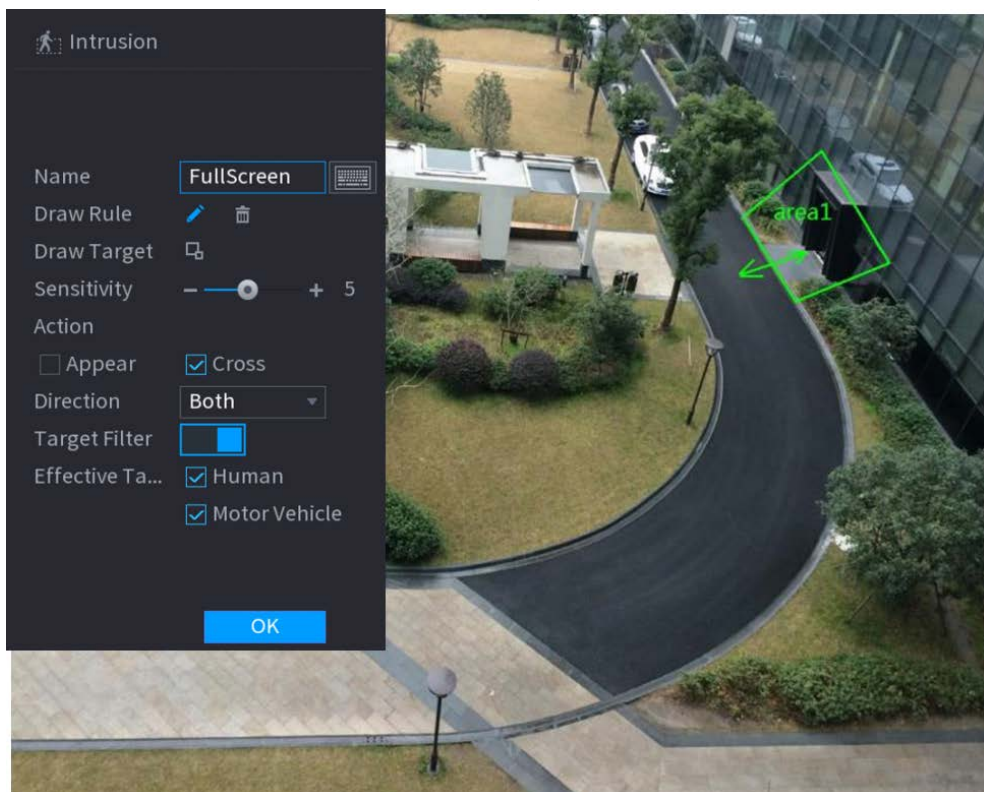 Intrusion
Name FullScreen
Draw Rule
Draw Target
Sensitivity - + 5
Action
Appear Cross
Direction Both
Target Filter
Effective Ta... Human
Motor Vehicle
OK
area1